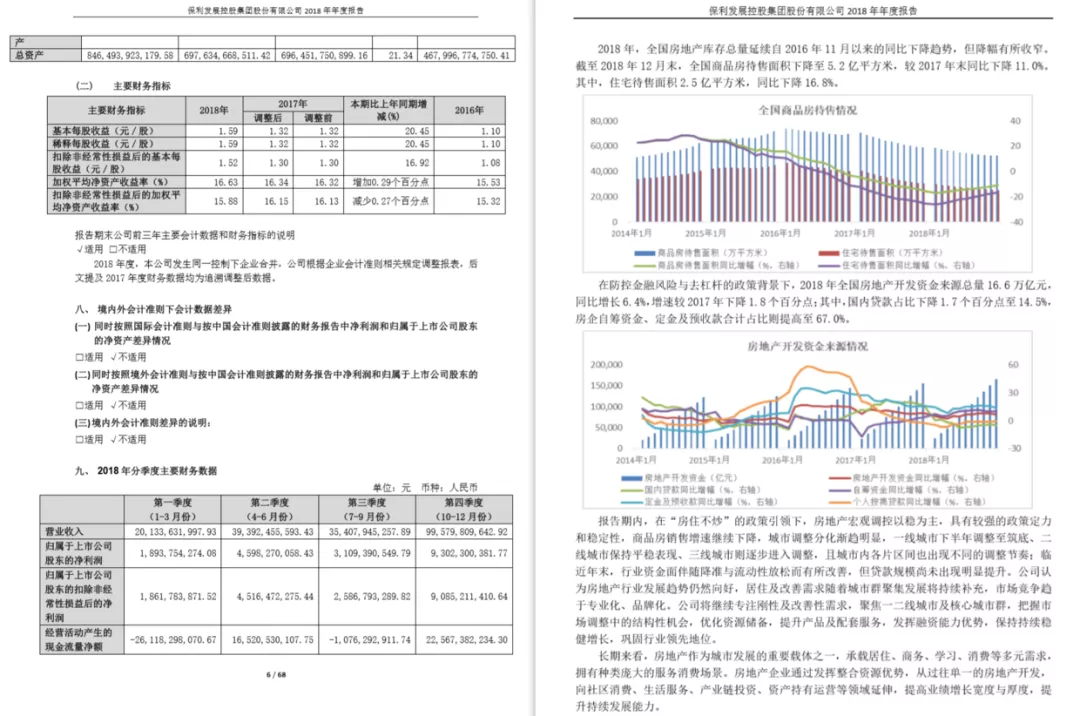 保利发展控股集团股份有限公司 2018 年年度报告
产
总资产 846,493,923,179.58 697,634,668,511.42 696,451,750,899.16 21.34 467,996,774,750.41
(二) 主要财务指标
主要财务指标 2018年 2017年 本期比上年同期增减(%) 2016年
调整后 调整前
基本每股收益（元／股） 1.59 1.32 1.32 20.45 1.10
稀释每股收益（元／股） 1.59 1.32 1.32 20.45 1.10
扣除非经常性损益后的基本每股收益（元／股） 1.52 1.30 1.30 16.92 1.08
加权平均净资产收益率（%） 16.63 16.34 16.32 增加0.29个百分点 15.53
扣除非经常性损益后的加权平均净资产收益率（%） 15.88 16.15 16.13 减少0.27个百分点 15.32
报告期末公司前三年主要会计数据和财务指标的说明
√适用 □不适用
2018 年度，本公司发生同一控制下企业合并，公司根据企业会计准则相关规定调整报表，后
文提及 2017 年度财务数据均为追溯调整后数据。
八、 境内外会计准则下会计数据差异
(一) 同时按照国际会计准则与按中国会计准则披露的财务报告中净利润和归属于上市公司股东
的净资产差异情况
□适用 √不适用
(二)同时按照境外会计准则与按中国会计准则披露的财务报告中净利润和归属于上市公司股东的
净资产差异情况
□适用 √不适用
(三)境内外会计准则差异的说明:
□适用 √不适用
九、 2018 年分季度主要财务数据
单位：元 币种：人民币
第一季度 第二季度 第三季度 第四季度
(1-3 月份) (4-6 月份) (7-9 月份) (10-12 月份)
营业收入 20,133,631,997.93 39,392,455,593.43 35,407,945,257.89 99,579,809,642.92
归属于上市公司股东的净利润 1,893,754,274.08 4,598,270,058.43 3,109,390,549.79 9,302,300,381.77
归属于上市公司股东的扣除非经常性损益后的净利润 1,861,783,871.52 4,516,472,275.44 2,586,793,289.82 9,085,211,410.64
经营活动产生的现金流量净额 -26,118,298,070.67 16,520,530,107.75 -1,076,292,911.74 22,567,382,234.30
6 / 68
保利发展控股集团股份有限公司 2018 年年度报告
2018 年，全国房地产库存总量延续自 2016 年 11 月以来的同比下降趋势，但降幅有所收窄。
截至 2018 年 12 月末，全国商品房待售面积下降至 5.2 亿平方米，较 2017 年末同比下降 11.0%。
其中，住宅待售面积 2.5 亿平方米，同比下降 16.8%。
全国商品房待售情况
80,000 40
60,000 20
40,000 0
20,000 -20
0 -40
2014年1月 2015年1月 2016年1月 2017年1月 2018年1月
商品房待售面积（万平方米） 住宅待售面积（万平方米）
商品房待售面积同比增幅（%，右轴） 住宅待售面积同比增幅（%，右轴）
在防控金融风险与去杠杆的政策背景下，2018 年全国房地产开发资金来源总量 16.6 万亿元，
同比增长 6.4%，增速较 2017 年下降 1.8 个百分点；其中，国内贷款占比下降 1.7 个百分点至 14.5%，
房企自筹资金、定金及预收款合计占比则提高至 67.0%。
房地产开发资金来源情况
200,000 60
150,000 30
100,000 0
50,000 -30
0
2014年1月 2015年1月 2016年1月 2017年1月 2018年1月
房地产开发资金（亿元） 房地产开发资金同比增幅（%，右轴）
国内贷款同比增幅（%，右轴） 自筹资金同比增幅（%，右轴）
定金及预收款同比增幅（%，右轴） 个人按揭同比增幅（%，右轴）
报告期内，在“房住不炒”的政策引领下，房地产宏观调控以稳为主，具有较强的政策定力
和稳定性，商品房销售增速继续下降，城市调整分化渐趋明显，一线城市下半年调整至筑底、二
线城市保持平稳表现、三线城市则逐步进入调整，且城市内各片区间也出现不同的调整节奏；临
近年末，行业资金面伴随降准与流动性放松而有所改善，但贷款规模尚未出现明显提升。公司认
为房地产行业发展趋势仍然向好，居住及改善需求随着城市群聚集发展将持续补充，市场竞争趋
于专业化、品牌化。公司将继续专注刚性及改善性需求，聚焦一二线城市及核心城市群，把握市
场调整中的结构性机会，优化资源储备，提升产品及配套服务，发挥融资能力优势，保持持续稳
健增长，巩固行业领先地位。
长期来看，房地产作为城市发展的重要载体之一，承载居住、商务、学习、消费等多元需求，
拥有种类庞大的服务消费场景。房地产企业通过发挥整合资源优势，从过往单一的房地产开发，
向社区消费、生活服务、产业链投资、资产持有运营等领域延伸，提高业绩增长宽度与厚度，提
升持续发展能力。